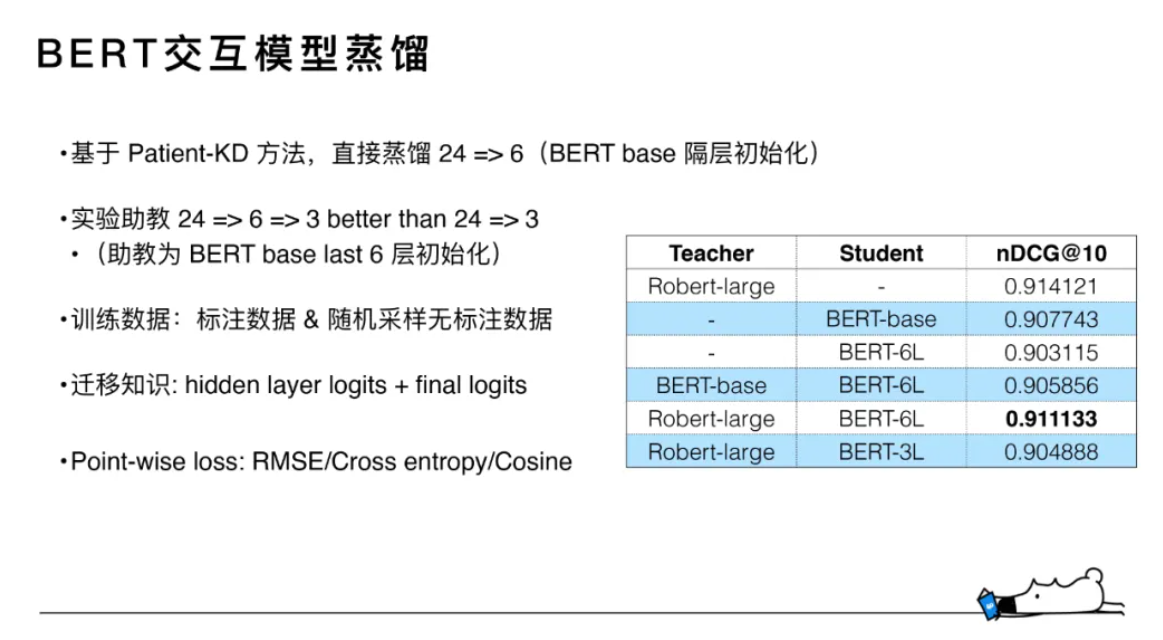 BERT交互模型蒸馏
•基于 Patient-KD 方法，直接蒸馏 24 => 6（BERT base 隔层初始化）
•实验助教 24 => 6 => 3 better than 24 => 3
•（助教为 BERT base last 6 层初始化）
•训练数据：标注数据 & 随机采样无标注数据
•迁移知识: hidden layer logits + final logits
•Point-wise loss: RMSE/Cross entropy/Cosine
Teacher Student nDCG@10
Robert-large - 0.914121
- BERT-base 0.907743
- BERT-6L 0.903115
BERT-base BERT-6L 0.905856
Robert-large BERT-6L 0.911133
Robert-large BERT-3L 0.904888